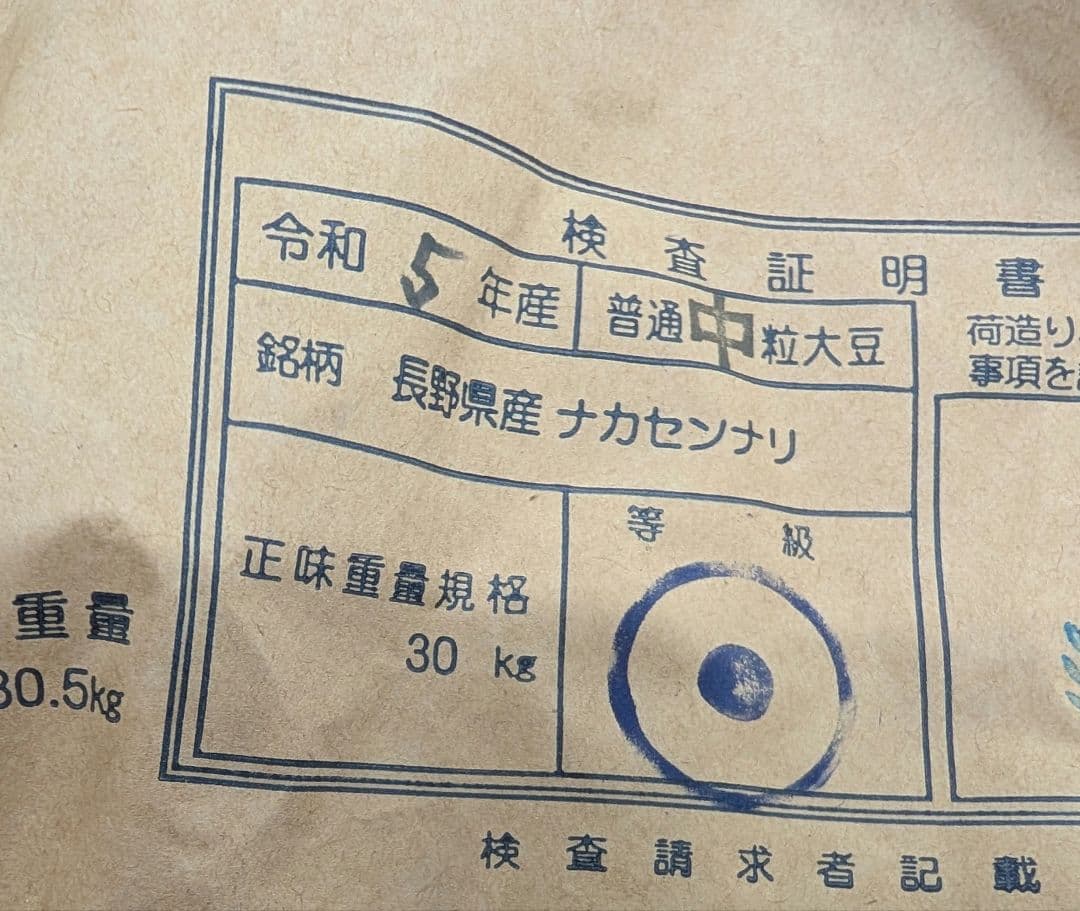 検査証明書
令和5年産
普通中粒大豆
銘柄 長野県産 ナカセンナリ
正味重量規格
30 kg
等級
荷造り
事項を
重量
30.5kg
検査請求者記載